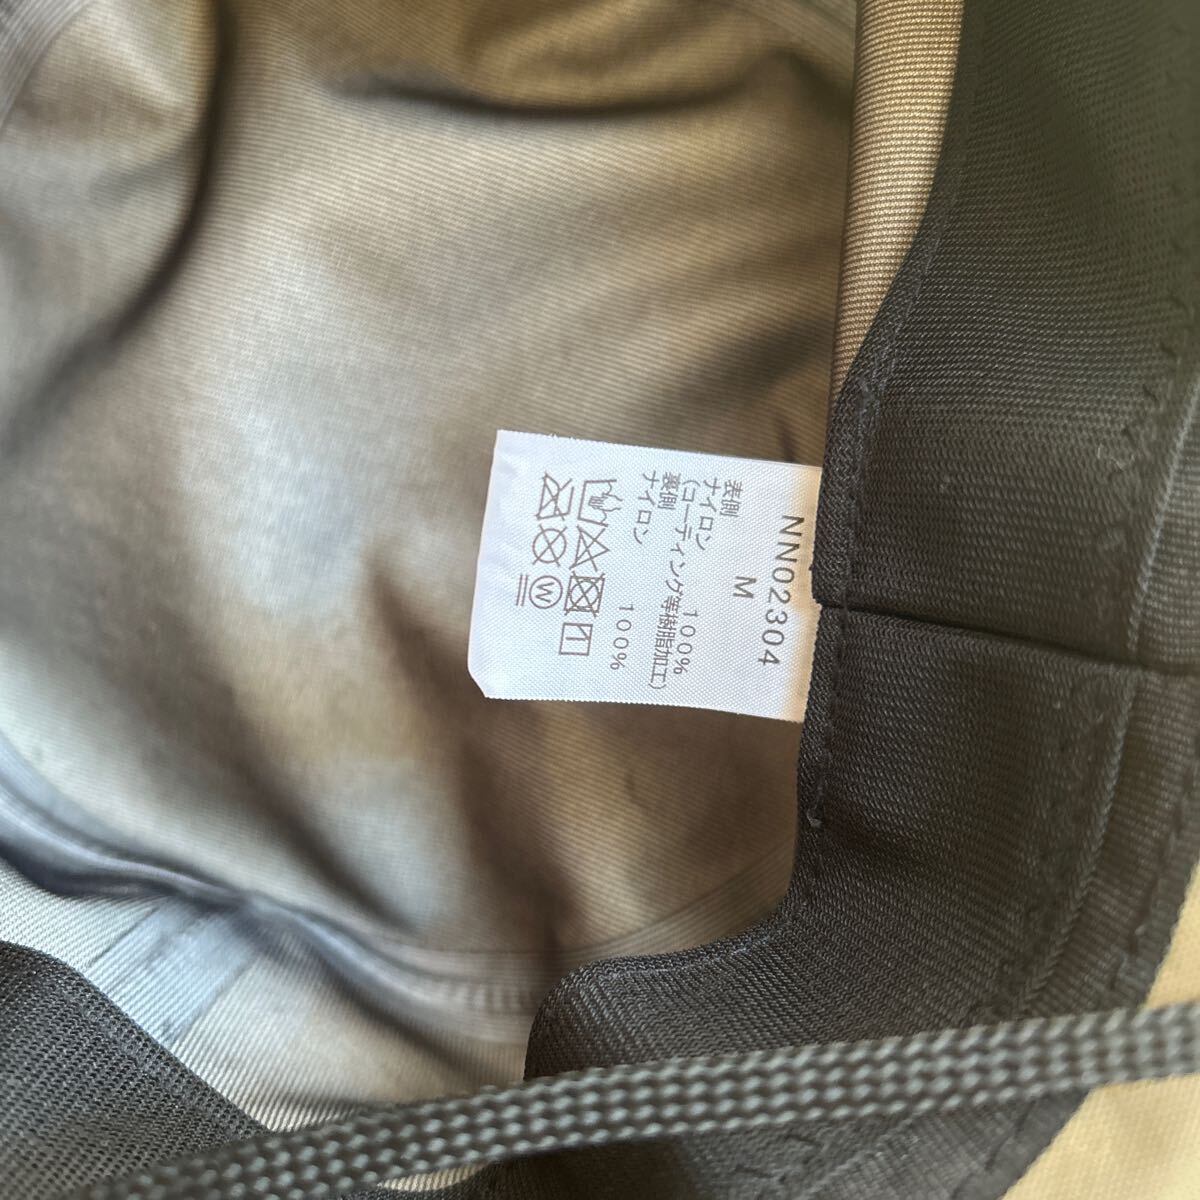 NN02304
M
表側
ナイロン 100%
(コーティング等樹脂加工)
裏側
ナイロン 100%
W